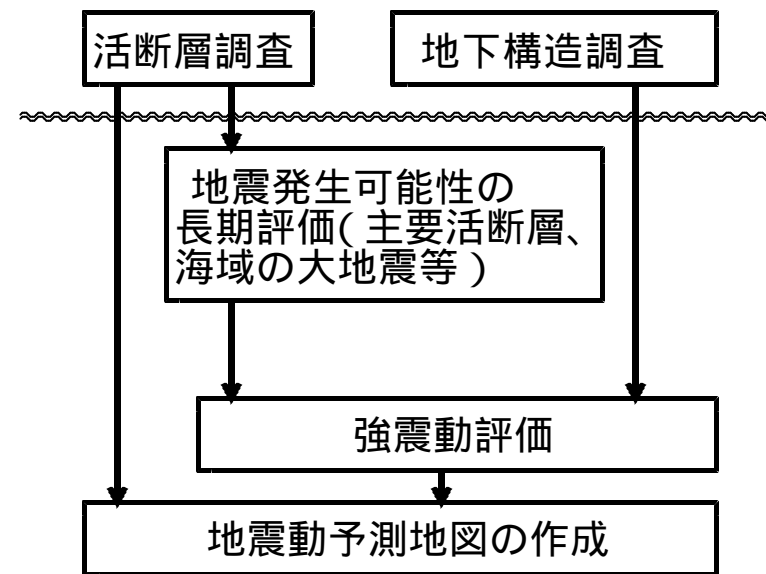 活断層調査
地下構造調査
地震発生可能性の
長期評価(主要活断層、
海域の大地震等)
強震動評価
地震動予測地図の作成